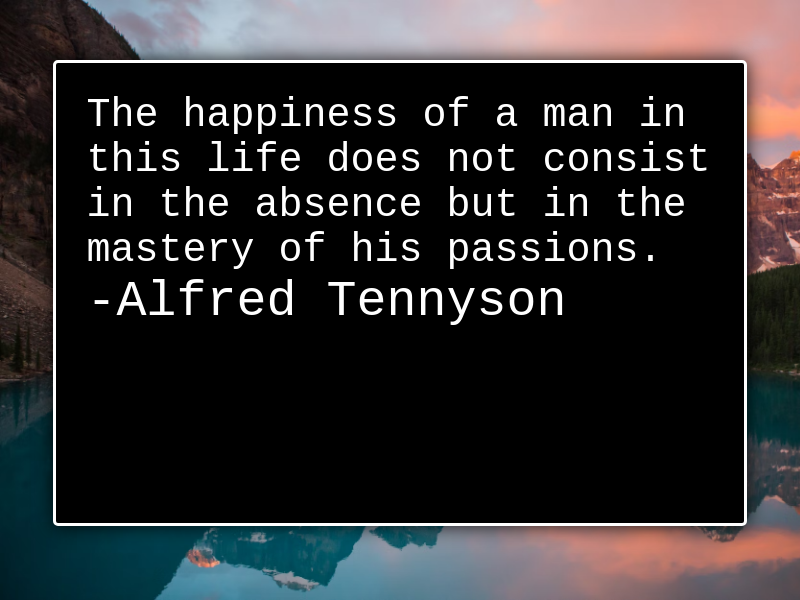 The happiness of a man in
this life does not consist
in the absence but in the
mastery of his passions.
-Alfred Tennyson